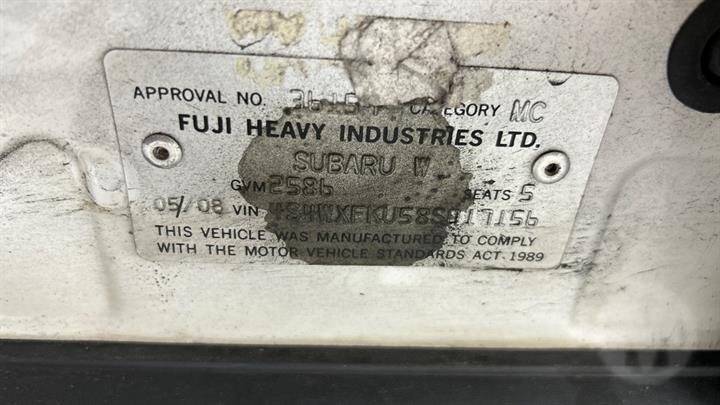 APPROVAL NO. CATEGORY MC
FUJI HEAVY INDUSTRIES LTD.
SUBARU W
GVM 2586 SEATS 5
05/08 VIN
THIS VEHICLE WAS MANUFACTURED TO COMPLY
WITH THE MOTOR VEHICLE STANDARDS ACT 1989